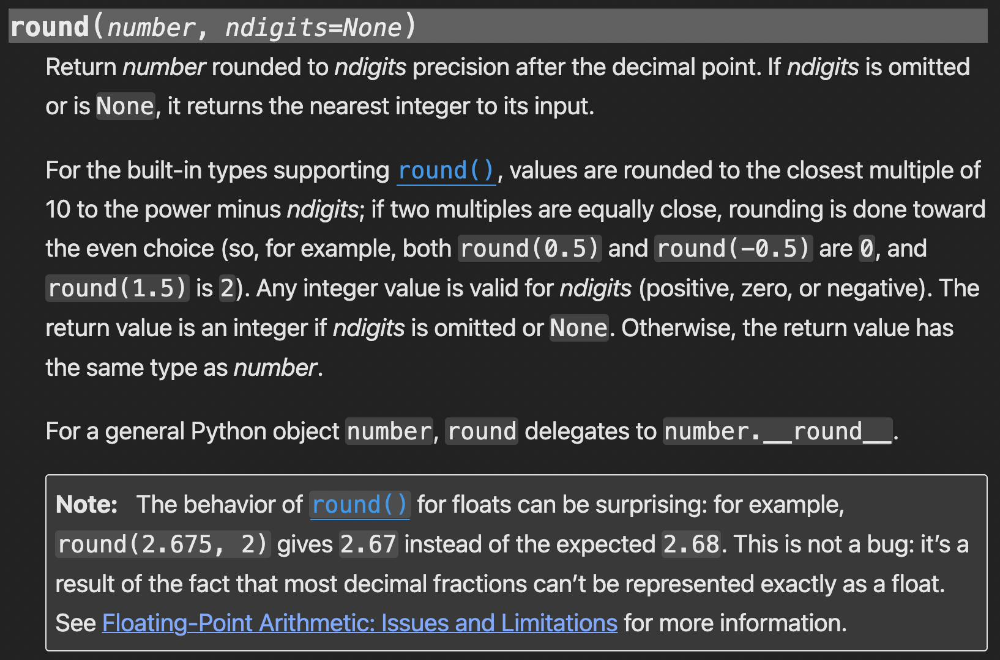 round(number, ndigits=None)
Return number rounded to ndigits precision after the decimal point. If ndigits is omitted
or is None, it returns the nearest integer to its input.
For the built-in types supporting round(), values are rounded to the closest multiple of
10 to the power minus ndigits; if two multiples are equally close, rounding is done toward
the even choice (so, for example, both round(0.5) and round(-0.5) are 0, and
round(1.5) is 2). Any integer value is valid for ndigits (positive, zero, or negative). The
return value is an integer if ndigits is omitted or None. Otherwise, the return value has
the same type as number.
For a general Python object number, round delegates to number.__round__.
Note: The behavior of round() for floats can be surprising: for example,
round(2.675, 2) gives 2.67 instead of the expected 2.68. This is not a bug: it’s a
result of the fact that most decimal fractions can’t be represented exactly as a float.
See Floating-Point Arithmetic: Issues and Limitations for more information.